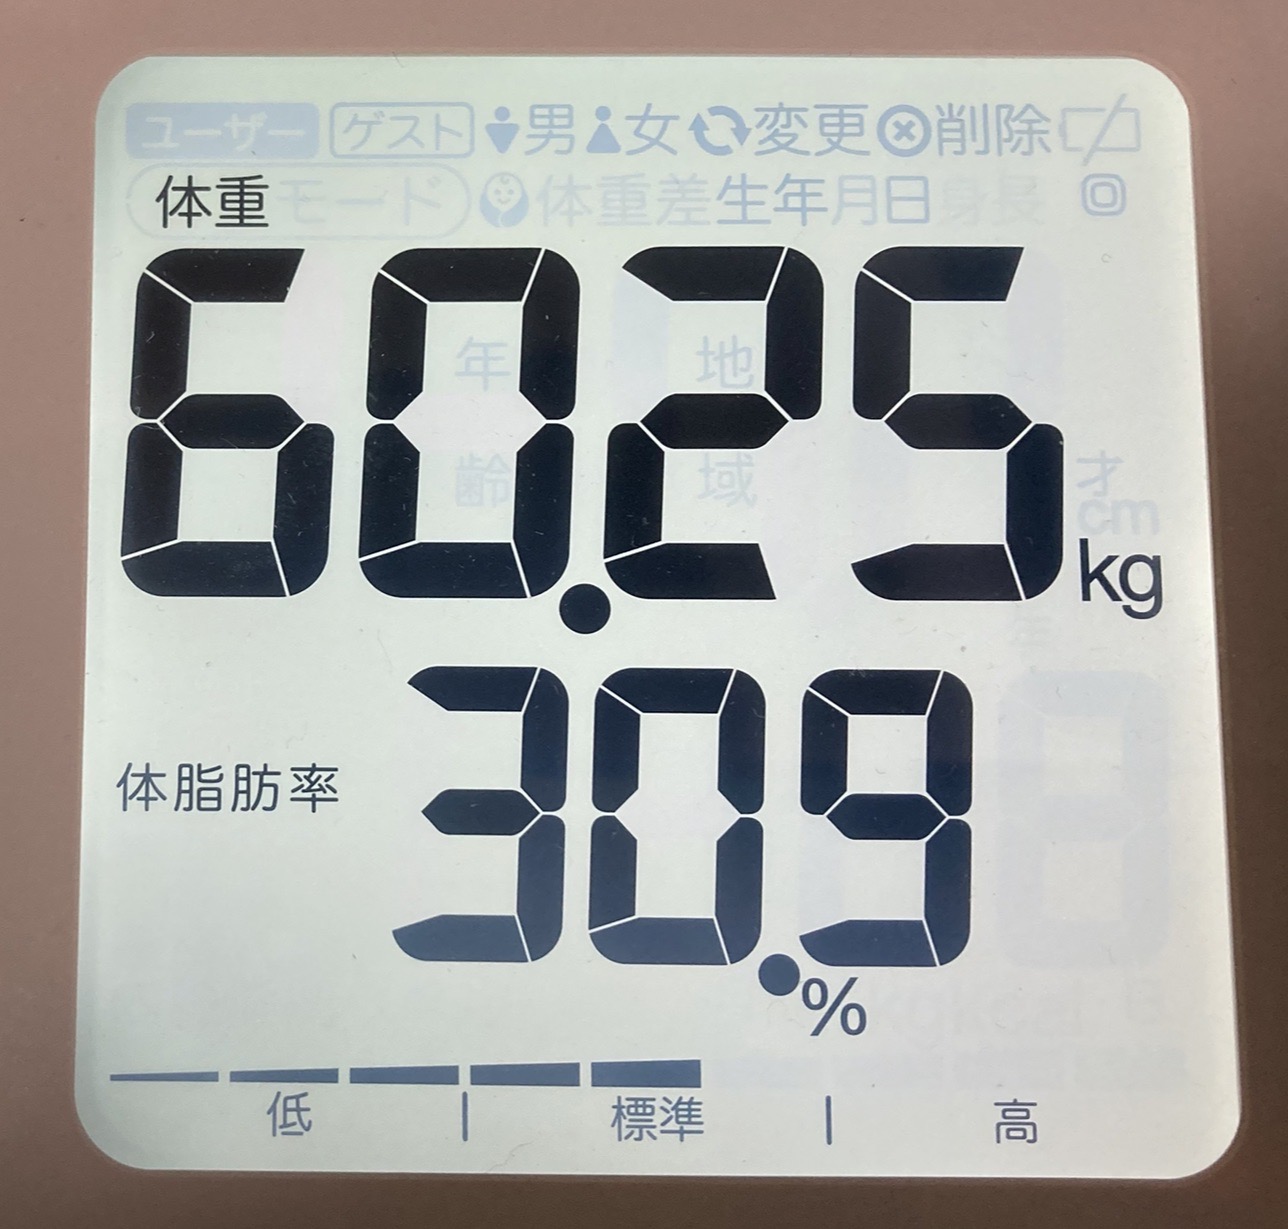 ユーザー ゲスト 男 女 変更 削除
体重モード 体重差生年月日身長
60.25 kg
年齢 地域 才 cm
体脂肪率 30.9 %
低 | 標準 | 高